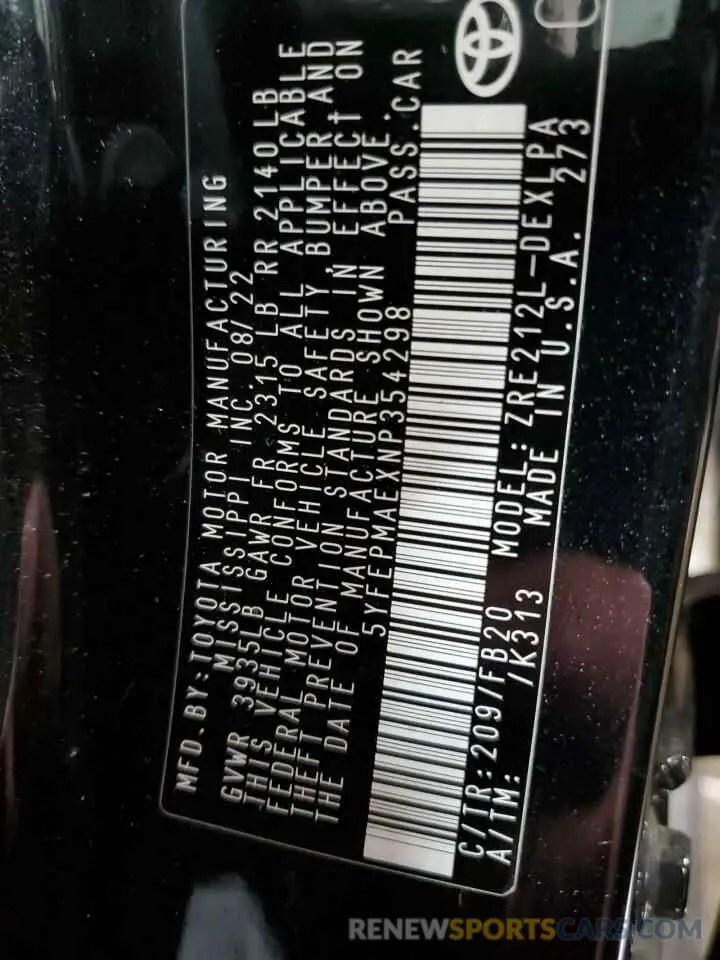 MFD. BY: TOYOTA MOTOR MANUFACTURING
MISSISSIPPI INC. 08/22
GVWR 3935LB GAWR FR 2315 LB RR 2140LB
THIS VEHICLE CONFORMS TO ALL APPLICABLE
FEDERAL MOTOR VEHICLE SAFETY, BUMPER AND
THEFT PREVENTION STANDARDS IN EFFECT ON
THE DATE OF MANUFACTURE SHOWN ABOVE.
5YFEPMAEXNP354298 PASS.CAR
C/TR:209/FB20 MODEL:ZRE212L-DEXLPA
A/TM: /K313 MADE IN U.S.A. 273
RENEWSPORTSCARS.COM